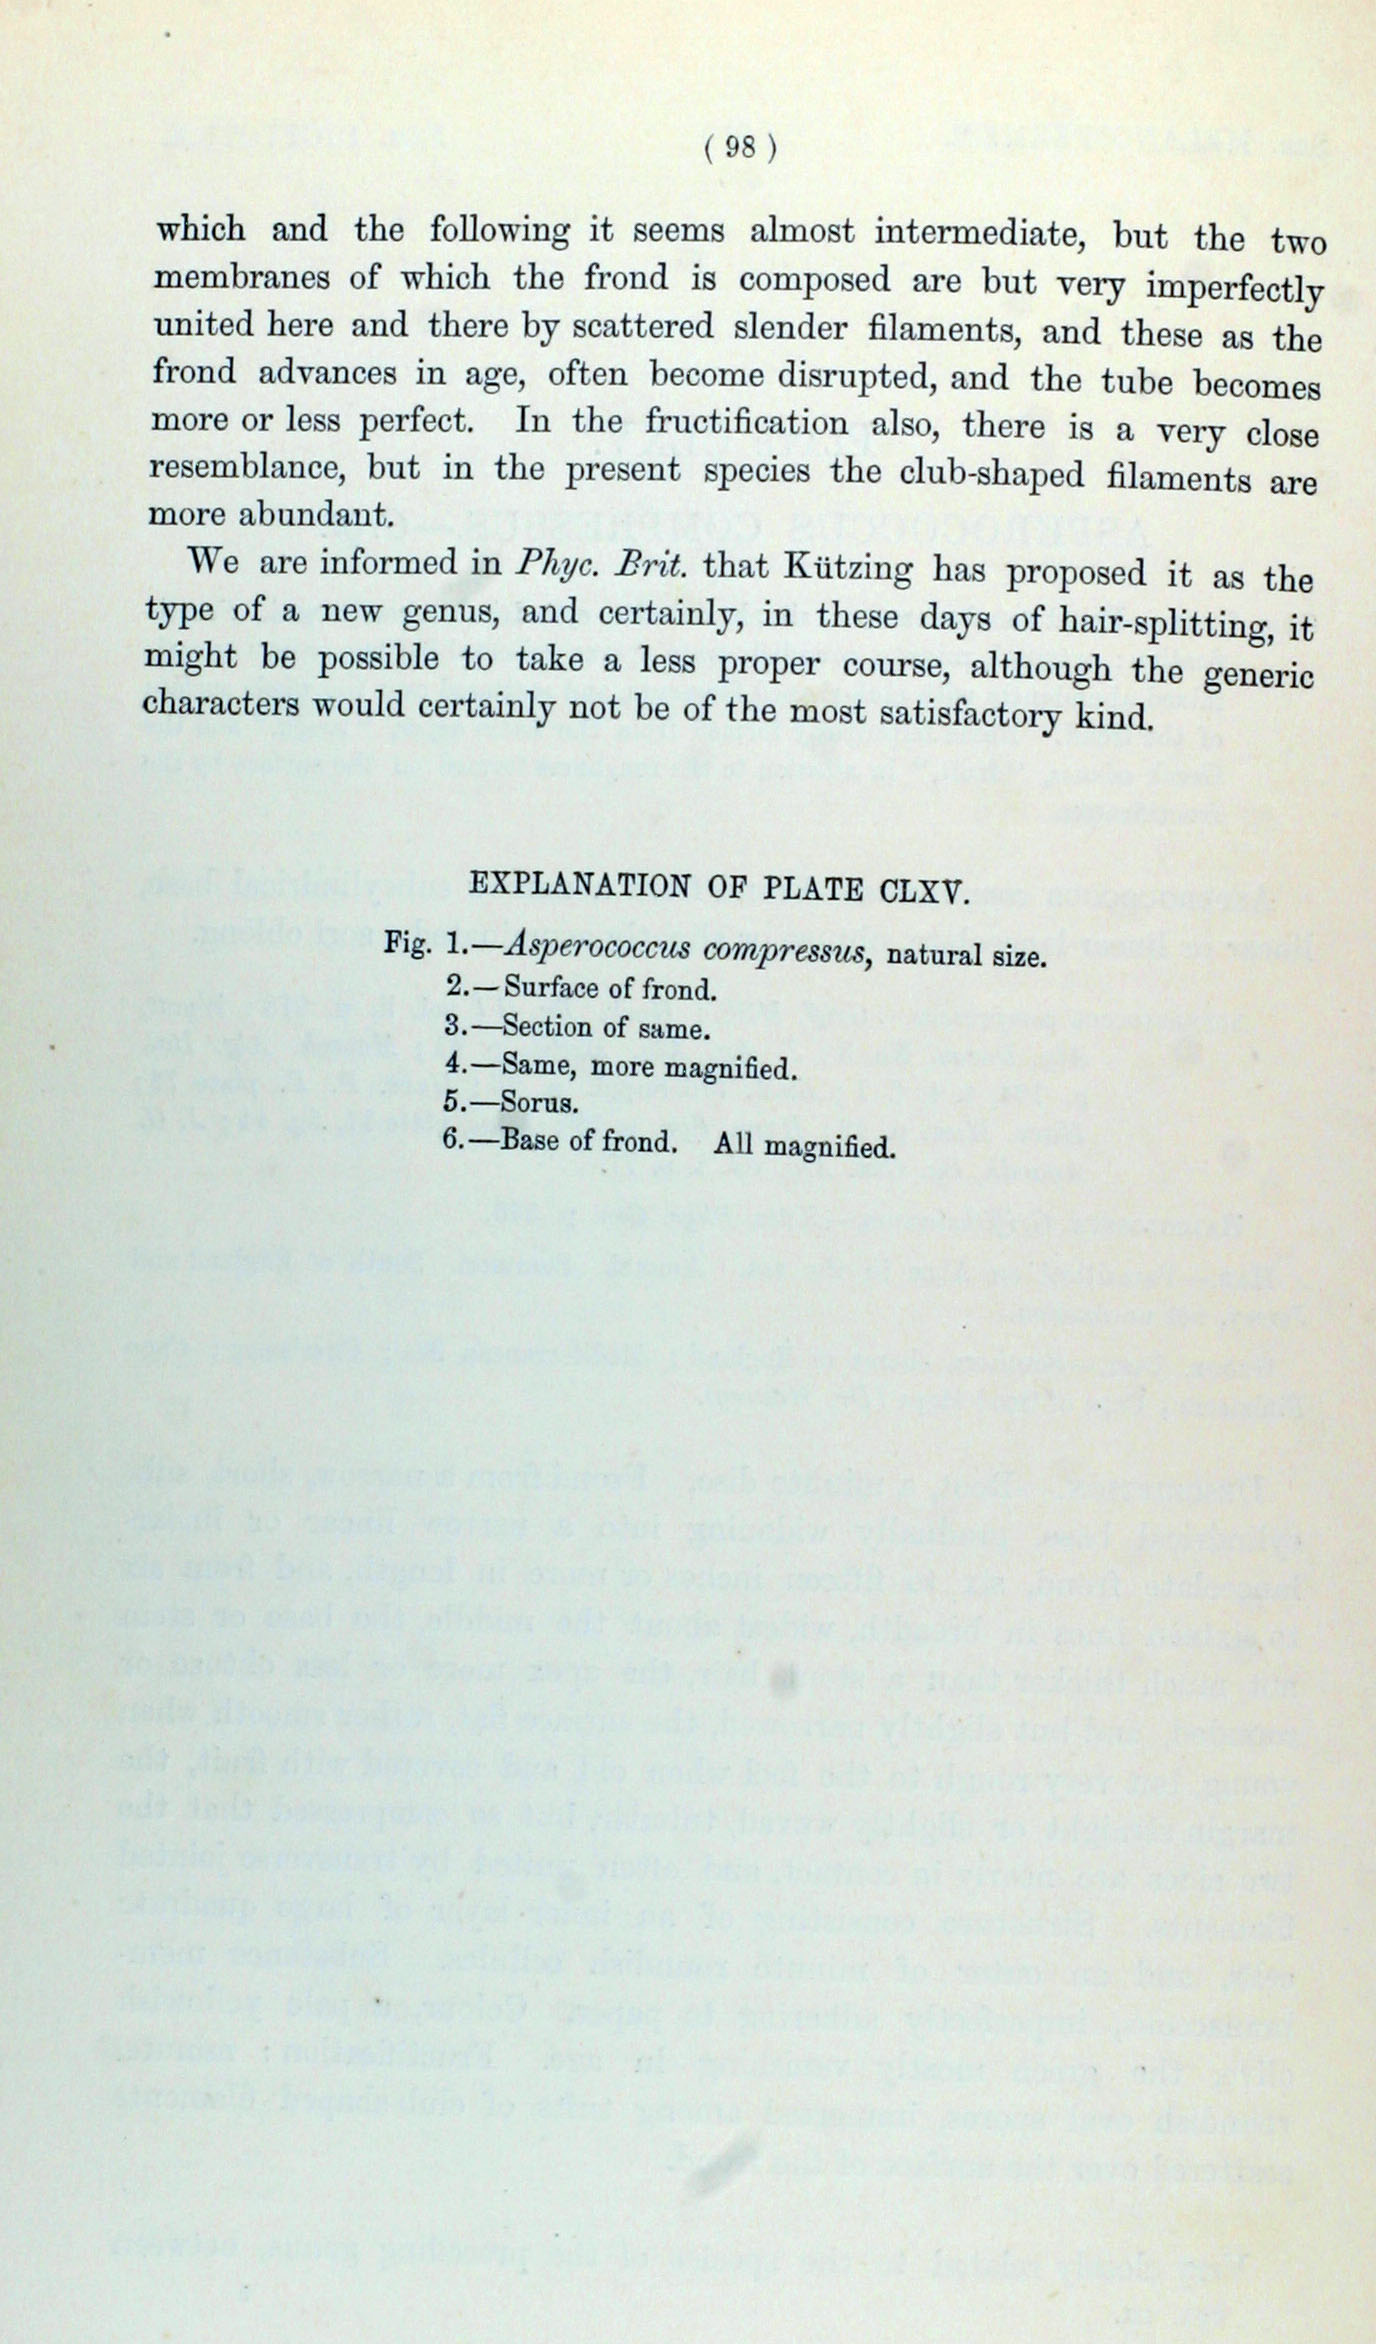 ( 98 )
which and the following it seems almost intermediate, but the two
membranes of which the frond is composed are but very imperfectly
united here and there by scattered slender filaments, and these as the
frond advances in age, often become disrupted, and the tube becomes
more or less perfect. In the fructification also, there is a very close
resemblance, but in the present species the club-shaped filaments are
more abundant.
We are informed in Phyc. Brit. that Kützing has proposed it as the
type of a new genus, and certainly, in these days of hair-splitting, it
might be possible to take a less proper course, although the generic
characters would certainly not be of the most satisfactory kind.
EXPLANATION OF PLATE CLXV.
Fig. 1.—Asperococcus compressus, natural size.
2.—Surface of frond.
3.—Section of same.
4.—Same, more magnified.
5.—Sorus.
6.—Base of frond. All magnified.